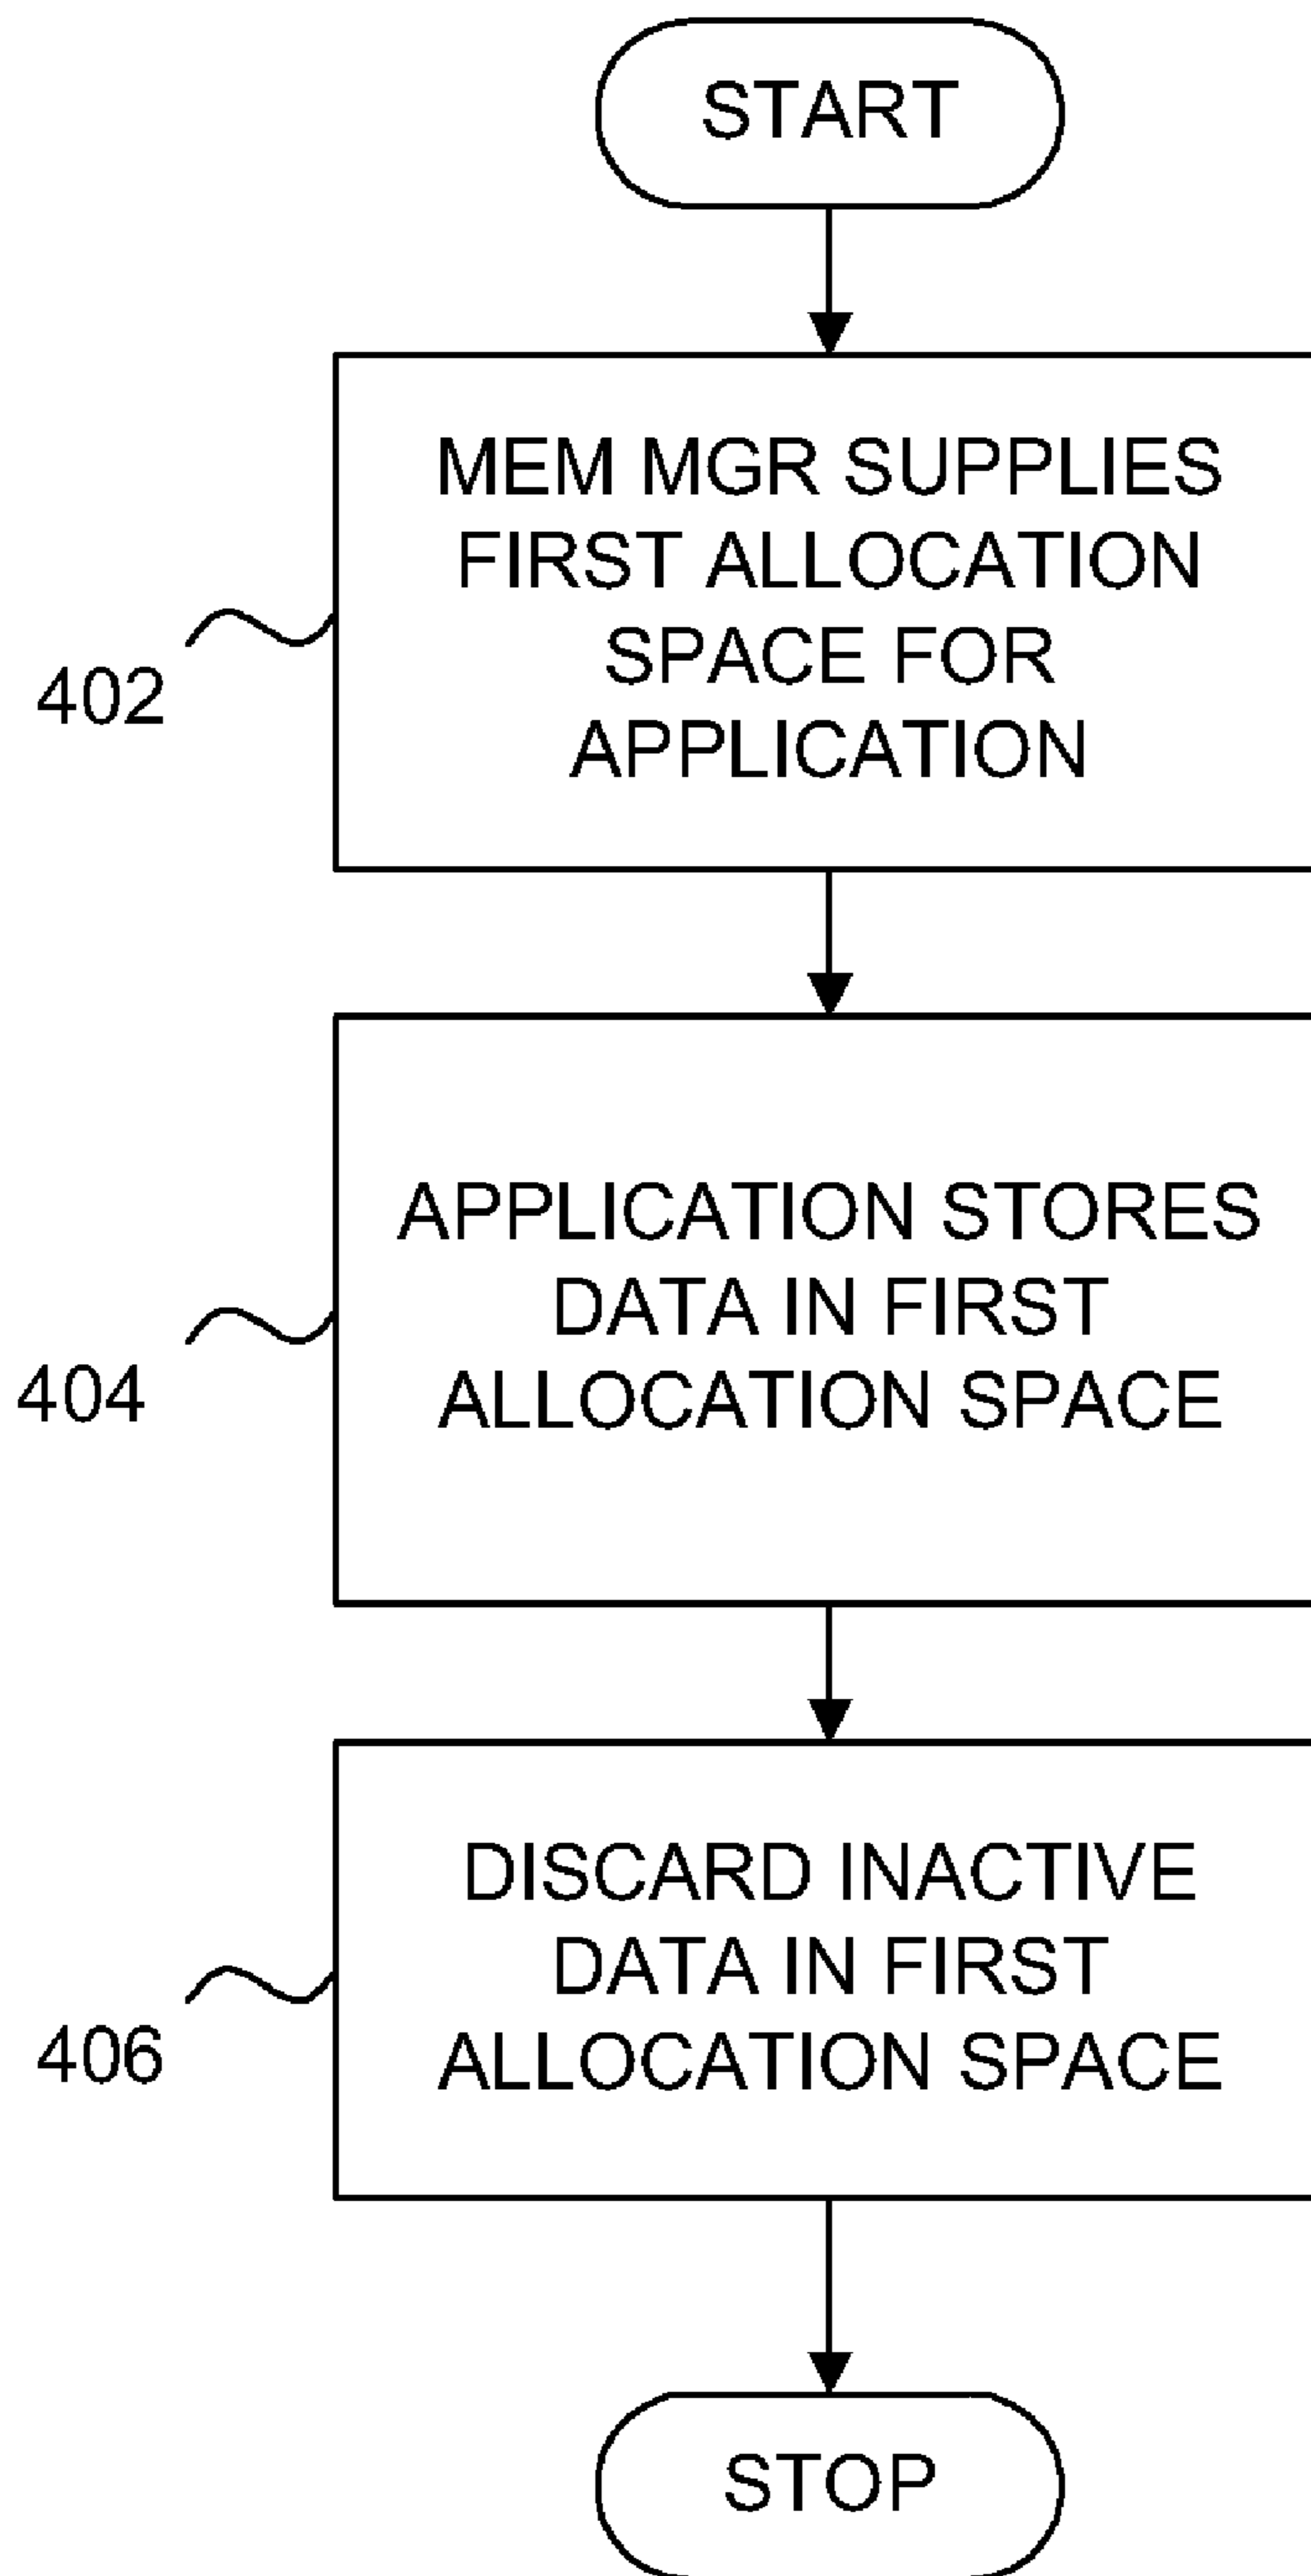 START
MEM MGR SUPPLIES
FIRST ALLOCATION
SPACE FOR
APPLICATION
402
APPLICATION STORES
DATA IN FIRST
ALLOCATION SPACE
404
DISCARD INACTIVE
DATA IN FIRST
ALLOCATION SPACE
406
STOP